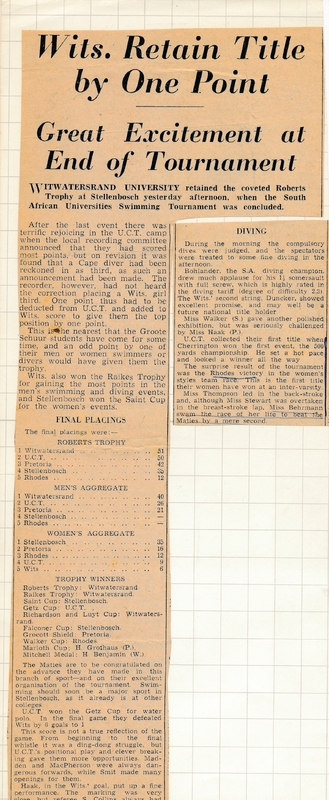 Wits. Retain Title
by One Point
Great Excitement at
End of Tournament
WITWATERSRAND UNIVERSITY retained the coveted Roberts
Trophy at Stellenbosch yesterday afternoon, when the South
African Universities Swimming Tournament was concluded.
After the last event there was
terrific rejoicing in the U.C.T. camp
when the local recording committee
announced that they had scored
most points, but on revision it was
found that a Cape diver had been
reckoned in as third, as such an
announcement had been made. The
recorder, however, had not heard
the correction placing a Wits. girl
third. One point thus had to be
deducted from U.C.T. and added to
Wits. score to give them the top
position by one point.
This is the nearest that the Groote
Schuur students have come for some
time, and an odd point by one of
their men or women swimmers or
divers would have given them the
trophy.
Wits. also won the Raikes Trophy
for gaining the most points in the
men's swimming and diving events,
and Stellenbosch won the Saint Cup
for the women's events.
FINAL PLACINGS
The final placings were:—
ROBERTS TROPHY
1 Witwatersrand .. .. .. .. .. 51
2 U.C.T. .. .. .. .. .. 50
3 Pretoria .. .. .. .. .. 42
4 Stellenbosch .. .. .. .. .. 35
5 Rhodes .. .. .. .. .. 12
MEN'S AGGREGATE
1 Witwatersrand .. .. .. .. .. 40
2 U.C.T. .. .. .. .. .. 26
3 Pretoria .. .. .. .. .. 21
4 Stellenbosch .. .. .. .. .. —
5 Rhodes .. .. .. .. .. —
WOMEN'S AGGREGATE
1 Stellenbosch .. .. .. .. .. 35
2 Pretoria .. .. .. .. .. 16
3 Rhodes .. .. .. .. .. 12
4 U.C.T. .. .. .. .. .. 9
5 Wits .. .. .. .. .. 6
TROPHY WINNERS
Roberts Trophy: Witwatersrand
Raikes Trophy: Witwatersrand
Saint Cup: Stellenbosch.
Getz Cup: U.C.T.
Richardson and Luyt Cup: Witwaters-
rand.
Falconer Cup: Stellenbosch.
Grocott Shield: Pretoria.
Walker Cup: Rhodes.
Marloth Cup: H. Grothaus (P.).
Mitchell Medal: H. Benjamin (W.).
The Maties are to be congratulated on
the advance they have made in this
branch of sport—and on their excellent
organisation of the tournament. Swim-
ming should soon be a major sport in
Stellenbosch, as it already is at other
colleges.
U.C.T. won the Getz Cup for water
polo. In the final game they defeated
Wits by 6 goals to 1
This score is not a true reflection of the
game. From beginning to the final
whistle it was a ding-dong struggle, but
U.C.T.'s positional play and clever break-
ing gave them more opportunities. Mad-
den and MacPherson were always dan-
gerous forwards, while Smit made many
openings for them.
Haak, in the Wits.' goal, put up a fine
performance. The marking was very
DIVING
During the morning the compulsory
dives were judged, and the spectators
were treated to some fine diving in the
afternoon.
Bohlander, the S.A. diving champion,
drew much applause for his 1½ somersault
with full screw, which is highly rated in
the diving tariff (degree of difficulty 2.3).
The Wits.' second string, Duncker, showed
excellent promise, and may well be a
future national title holder
Miss Walker (S.) gave another polished
exhibition, but was seriously challenged
by Miss Haak (P.)
U.C.T. collected their first title when
Cherrington won the first event, the 500
yards championship. He set a hot pace
and looked a winner all the way
The surprise result of the tournament
was the Rhodes victory in the women's
styles team race. This is the first title
their women have won at an inter-varsity.
Miss Thompson led in the back-stroke
and, although Miss Stewart was overtaken
in the breast-stroke lap, Miss Behrmann
swam the race of her life to beat the
Maties by a mere second